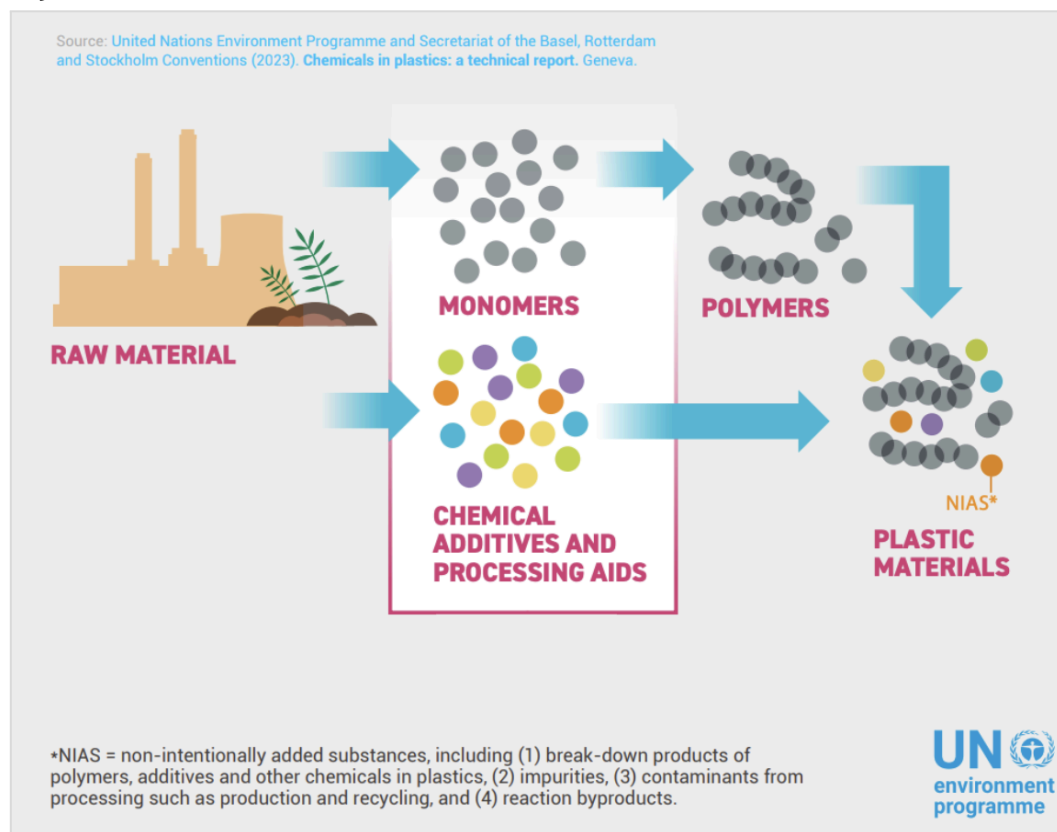 Source: United Nations Environment Programme and Secretariat of the Basel, Rotterdam
and Stockholm Conventions (2023). Chemicals in plastics: a technical report. Geneva.
RAW MATERIAL
MONOMERS
POLYMERS
CHEMICAL
ADDITIVES AND
PROCESSING AIDS
NIAS*
PLASTIC
MATERIALS
*NIAS = non-intentionally added substances, including (1) break-down products of
polymers, additives and other chemicals in plastics, (2) impurities, (3) contaminants from
processing such as production and recycling, and (4) reaction byproducts.
UN
environment
programme